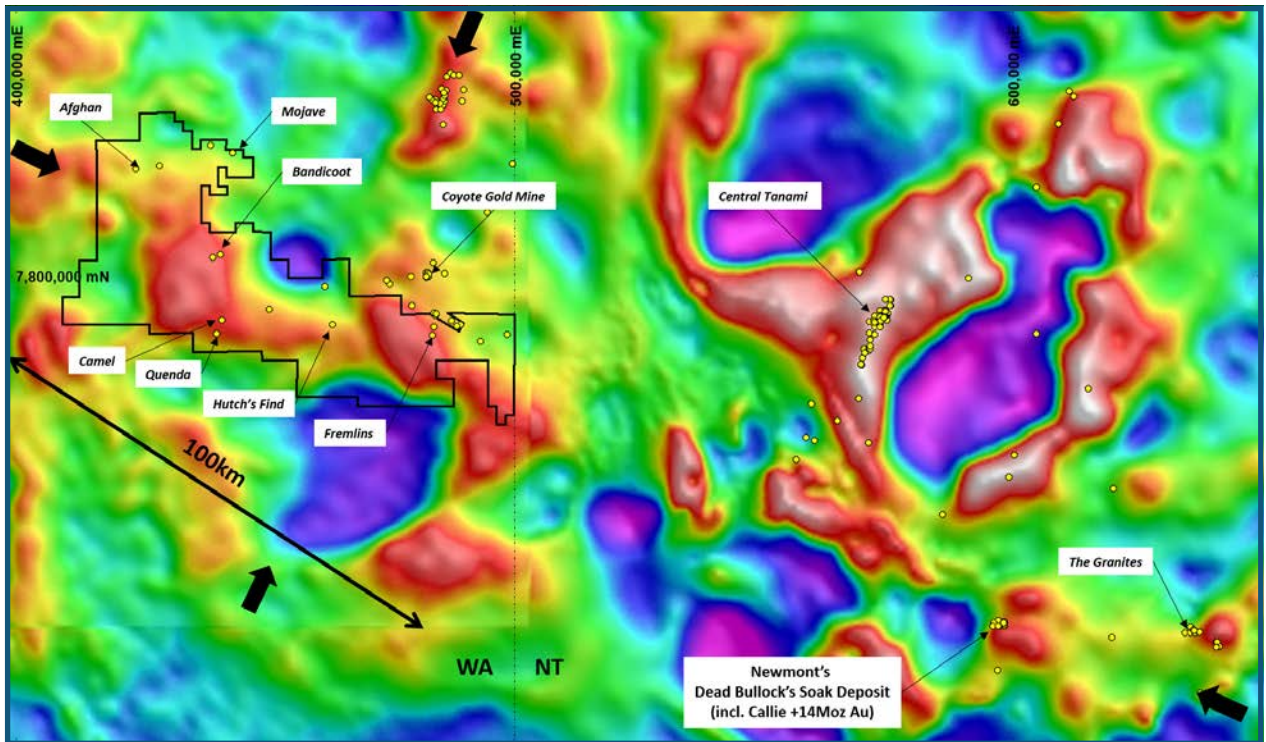 400,000 mE
500,000 mE
600,000 mE
Afghan
Mojave
Bandicoot
Coyote Gold Mine
Central Tanami
7,800,000 mN
Camel
Quenda
Hutch's Find
Fremlins
100km
The Granites
WA
NT
Newmont's
Dead Bullock's Soak Deposit
(incl. Callie +14Moz Au)